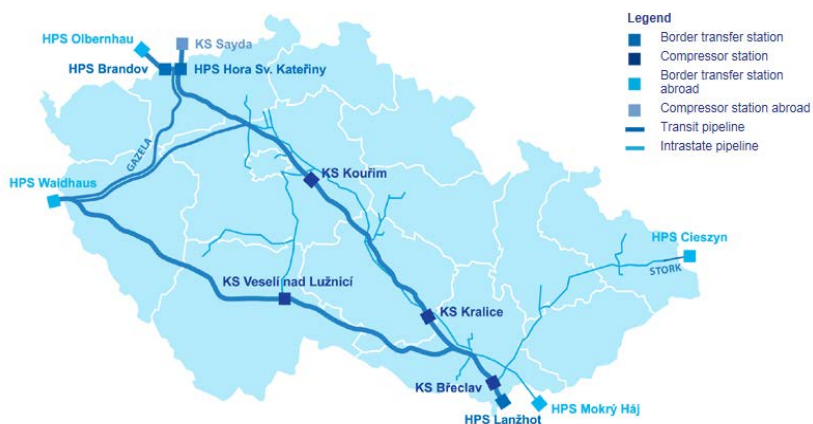 Legend
Border transfer station
Compressor station
Border transfer station
abroad
Compressor station abroad
Transit pipeline
Intrastate pipeline
HPS Olbernhau
KS Sayda
HPS Brandov
HPS Hora Sv. Kateřiny
GAZELA
HPS Waidhaus
KS Kouřim
HPS Cieszyn
STORK
KS Veselí nad Lužnicí
KS Kralice
KS Břeclav
HPS Mokrý Háj
HPS Lanžhot